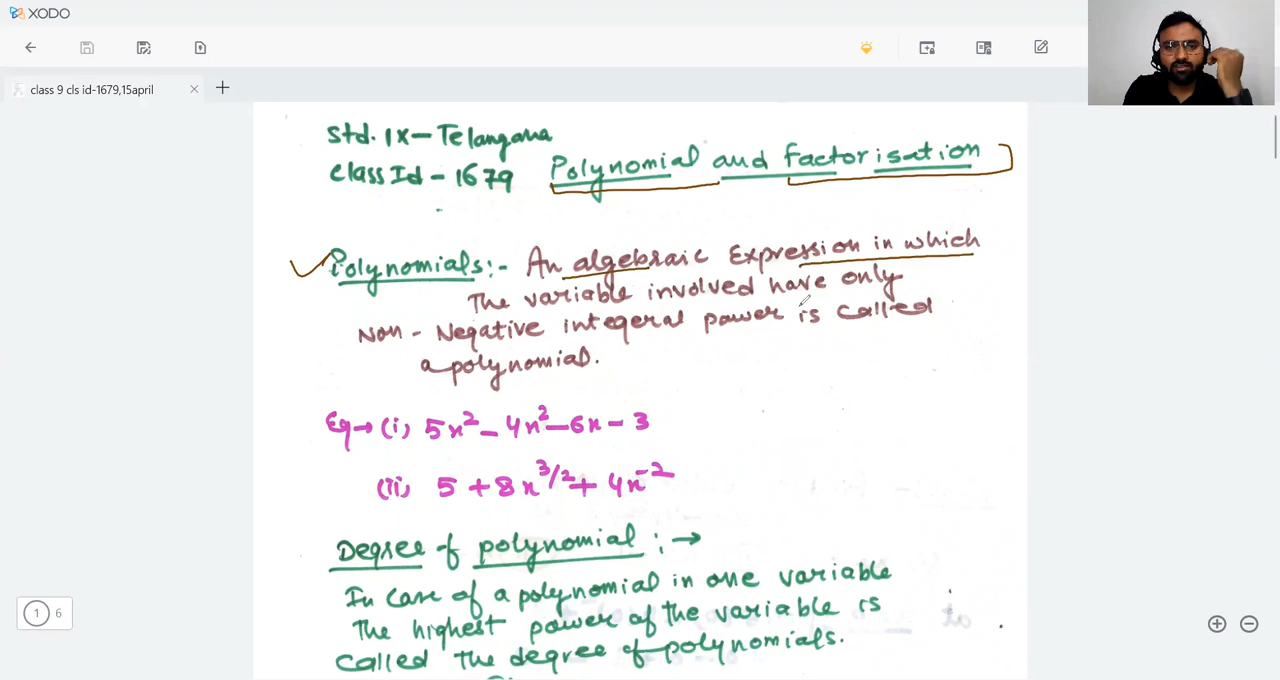 XODO
class 9 cls id-1679,15april
Std. IX - Telangana
Class Id - 1679
Polynomial and factorisation
Polynomials:- An algebraic Expression in which
The variable involved have only
Non - Negative integeral power is called
a polynomial.
Eg→ (i) 5x² - 4x² - 6x - 3
(ii) 5 + 8x^3/2 + 4x^-2
Degree of polynomial :→
In case of a polynomial in one variable
The highest power of the variable is
called the degree of polynomials.
1 6